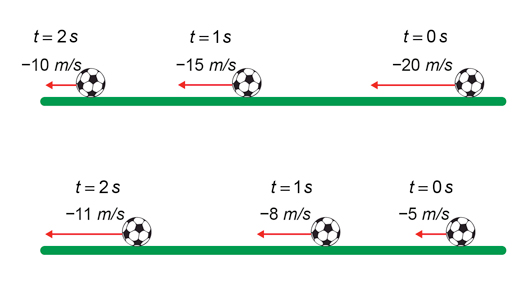 t = 2 s t = 1 s t = 0 s
−10 m/s −15 m/s −20 m/s
t = 2 s t = 1 s t = 0 s
−11 m/s −8 m/s −5 m/s